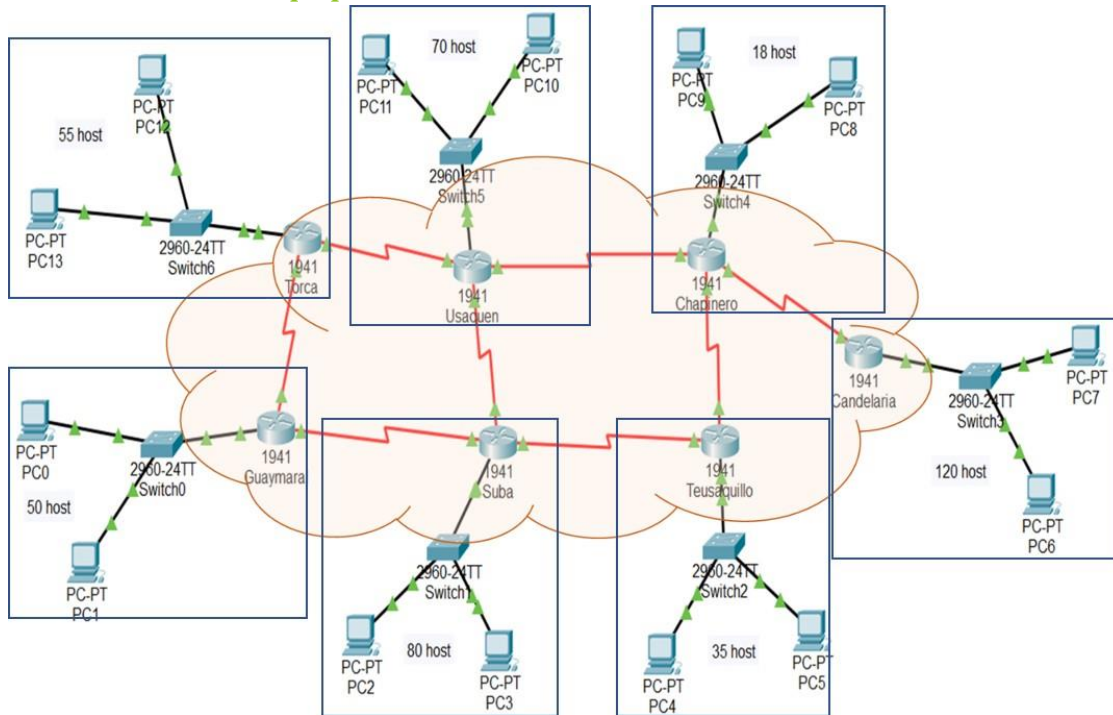 55 host
PC-PT
PC12
PC-PT
PC13
2960-24TT
Switch6
1941
Torca
70 host
PC-PT
PC11
PC-PT
PC10
2960-24TT
Switch5
1941
Usaquen
18 host
PC-PT
PC9
PC-PT
PC8
2960-24TT
Switch4
1941
Chapinero
1941
Candelaria
2960-24TT
Switch3
PC-PT
PC7
120 host
PC-PT
PC6
PC-PT
PC0
2960-24TT
Switch0
1941
Guaymara
50 host
PC-PT
PC1
1941
Suba
2960-24TT
Switch1
80 host
PC-PT
PC2
PC-PT
PC3
1941
Teusaquillo
2960-24TT
Switch2
35 host
PC-PT
PC4
PC-PT
PC5